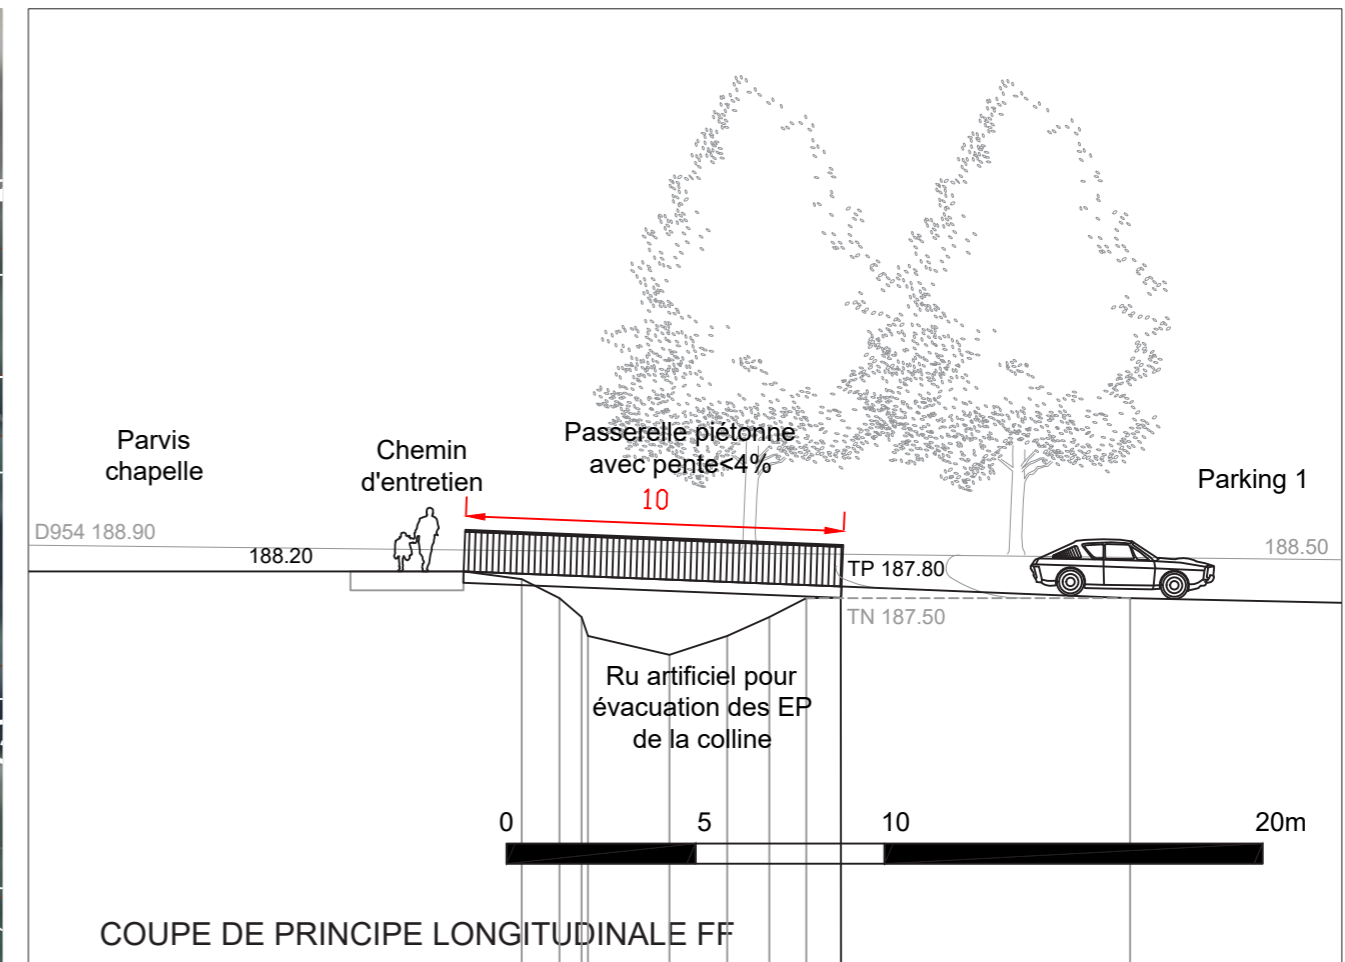 Parvis
chapelle
Chemin
d'entretien
Passerelle piétonne
avec pente<4%
10
Parking 1
D954 188.90
188.20
TP 187.80
188.50
TN 187.50
Ru artificiel pour
évacuation des EP
de la colline
0 5 10 20m
COUPE DE PRINCIPE LONGITUDINALE FF